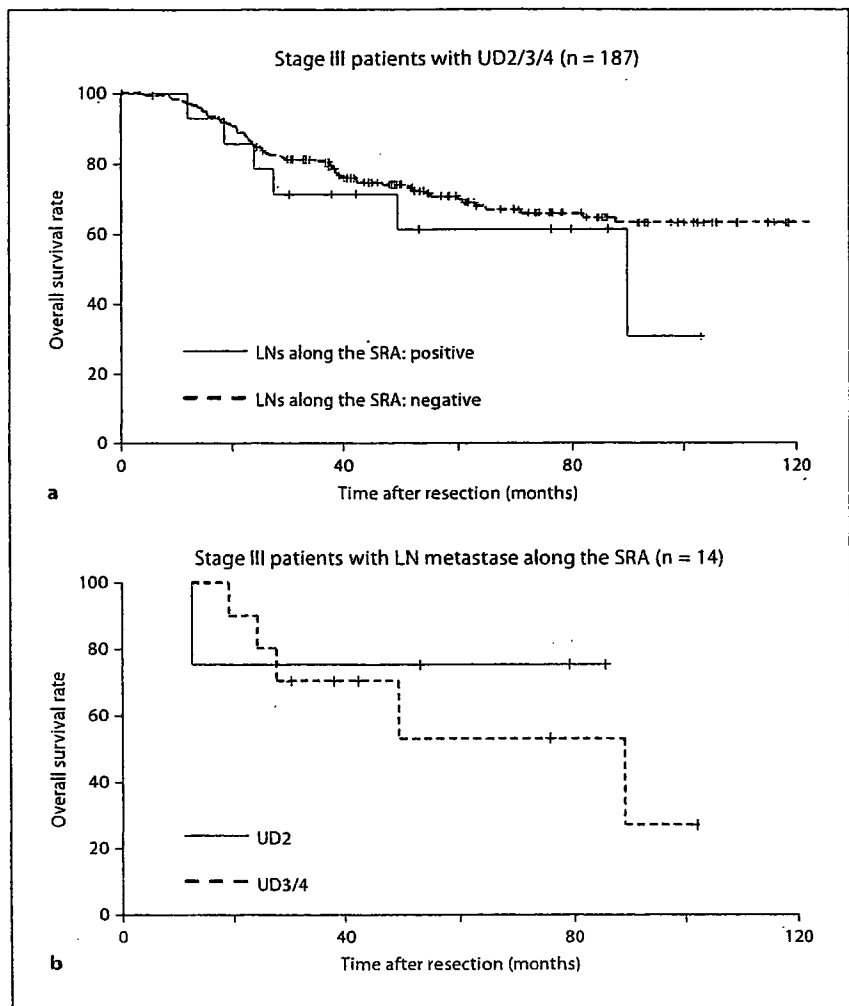 Stage III patients with UD2/3/4 (n = 187)
100
80
60
40
20
0
Overall survival rate
LNs along the SRA: positive
LNs along the SRA: negative
0 40 80 120
Time after resection (months)
a
Stage III patients with LN metastase along the SRA (n = 14)
100
80
60
40
20
0
Overall survival rate
UD2
UD3/4
0 40 80 120
Time after resection (months)
b